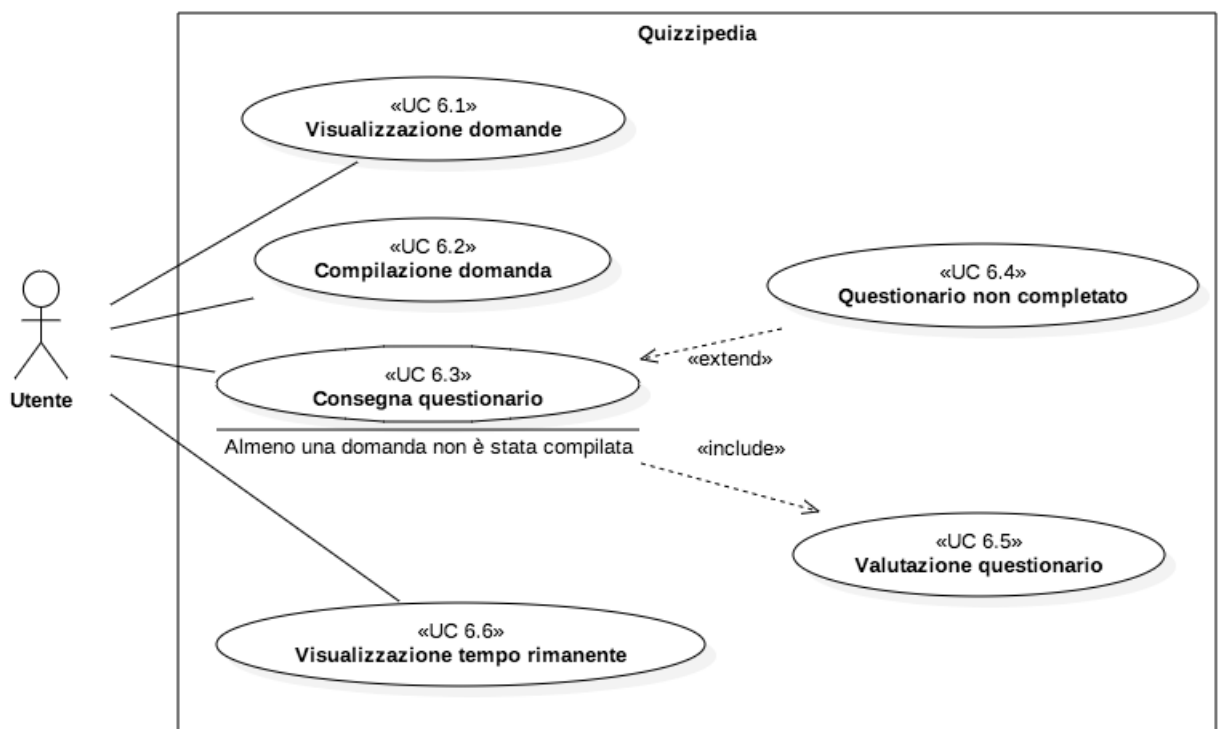 Quizzipedia
«UC 6.1»
Visualizzazione domande
«UC 6.2»
Compilazione domanda
«UC 6.4»
Questionario non completato
«extend»
«UC 6.3»
Consegna questionario
Utente
Almeno una domanda non è stata compilata
«include»
«UC 6.5»
Valutazione questionario
«UC 6.6»
Visualizzazione tempo rimanente